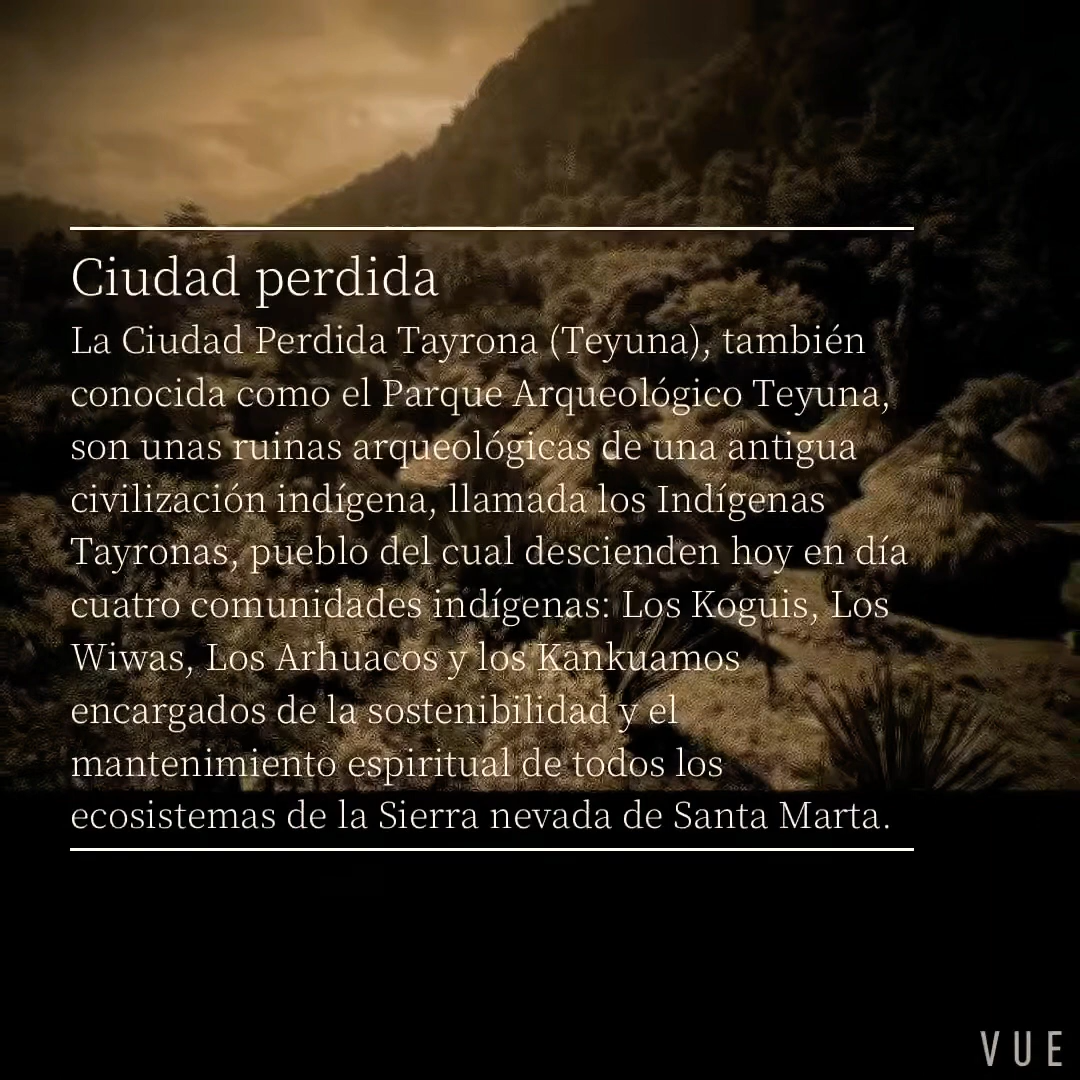 Ciudad perdida
La Ciudad Perdida Tayrona (Teyuna), también
conocida como el Parque Arqueológico Teyuna,
son unas ruinas arqueológicas de una antigua
civilización indígena, llamada los Indígenas
Tayronas, pueblo del cual descienden hoy en día
cuatro comunidades indígenas: Los Koguis, Los
Wiwas, Los Arhuacos y los Kankuamos
encargados de la sostenibilidad y el
mantenimiento espiritual de todos los
ecosistemas de la Sierra nevada de Santa Marta.
VUE